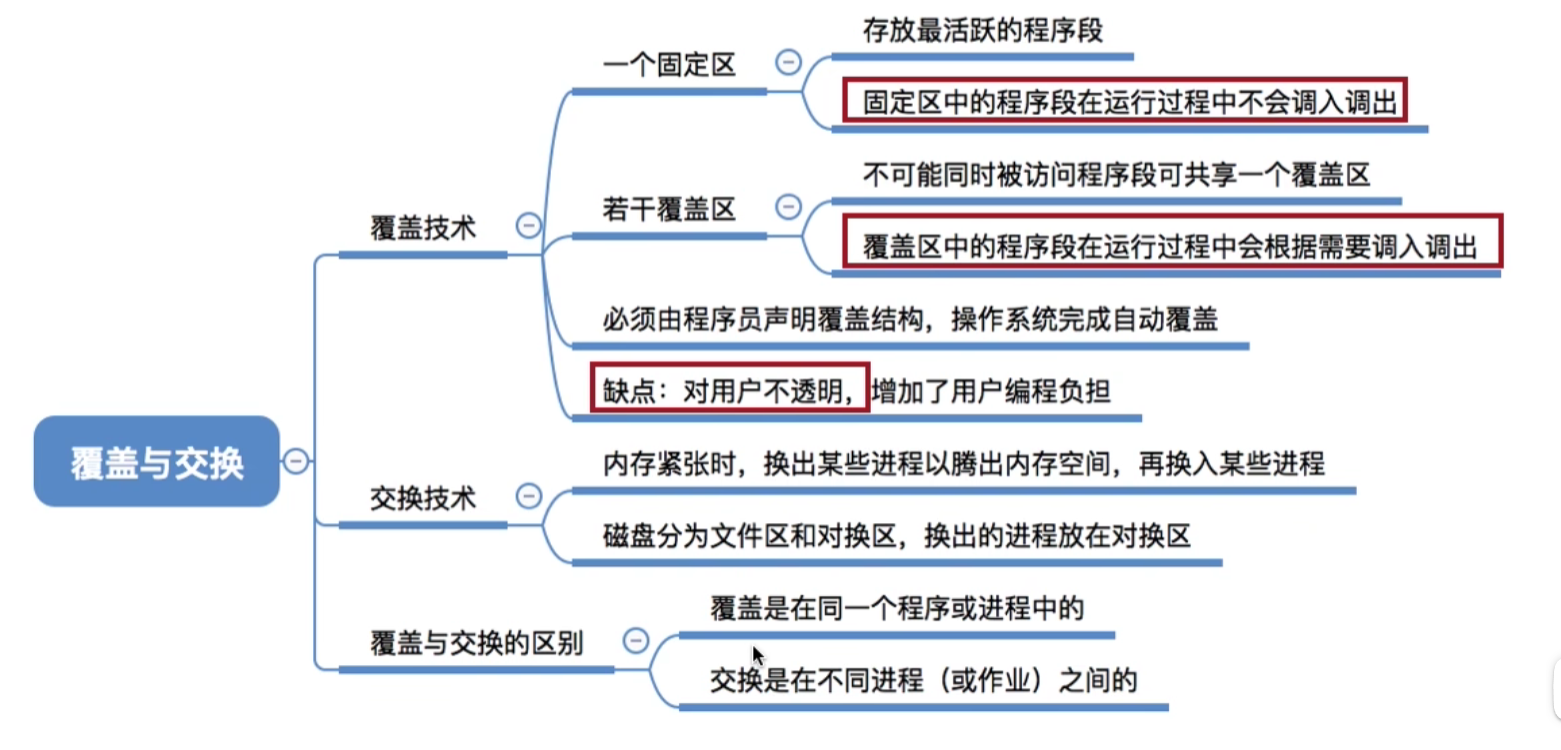 存放最活跃的程序段
一个固定区
固定区中的程序段在运行过程中不会调入调出
不可能同时被访问程序段可共享一个覆盖区
若干覆盖区
覆盖技术
覆盖区中的程序段在运行过程中会根据需要调入调出
必须由程序员声明覆盖结构，操作系统完成自动覆盖
缺点：对用户不透明，增加了用户编程负担
覆盖与交换
内存紧张时，换出某些进程以腾出内存空间，再换入某些进程
交换技术
磁盘分为文件区和对换区，换出的进程放在对换区
覆盖是在同一个程序或进程中的
覆盖与交换的区别
交换是在不同进程（或作业）之间的